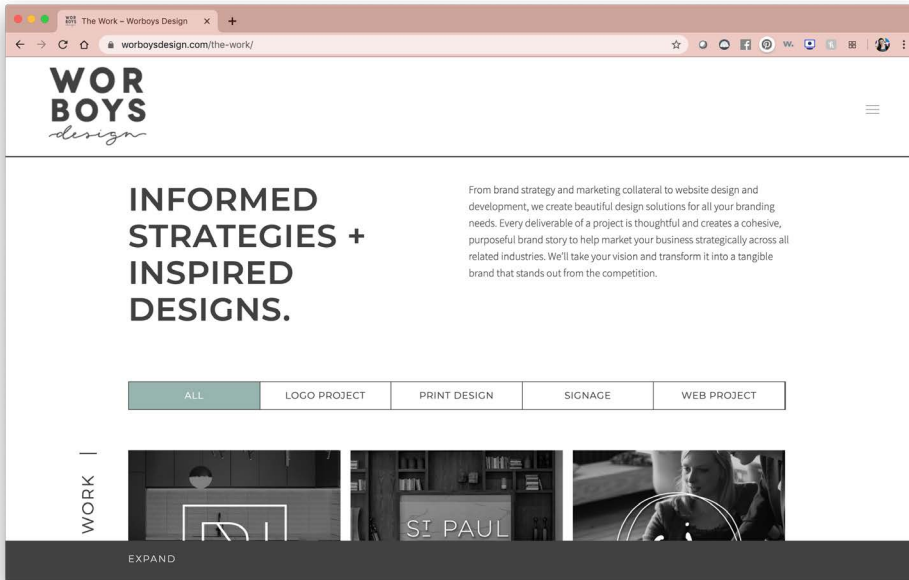 The Work – Worboys Design
worboysdesign.com/the-work/
WOR
BOYS
design
INFORMED
STRATEGIES +
INSPIRED
DESIGNS.
From brand strategy and marketing collateral to website design and
development, we create beautiful design solutions for all your branding
needs. Every deliverable of a project is thoughtful and creates a cohesive,
purposeful brand story to help market your business strategically across all
related industries. We'll take your vision and transform it into a tangible
brand that stands out from the competition.
ALL
LOGO PROJECT
PRINT DESIGN
SIGNAGE
WEB PROJECT
WORK
ST PAUL
EXPAND